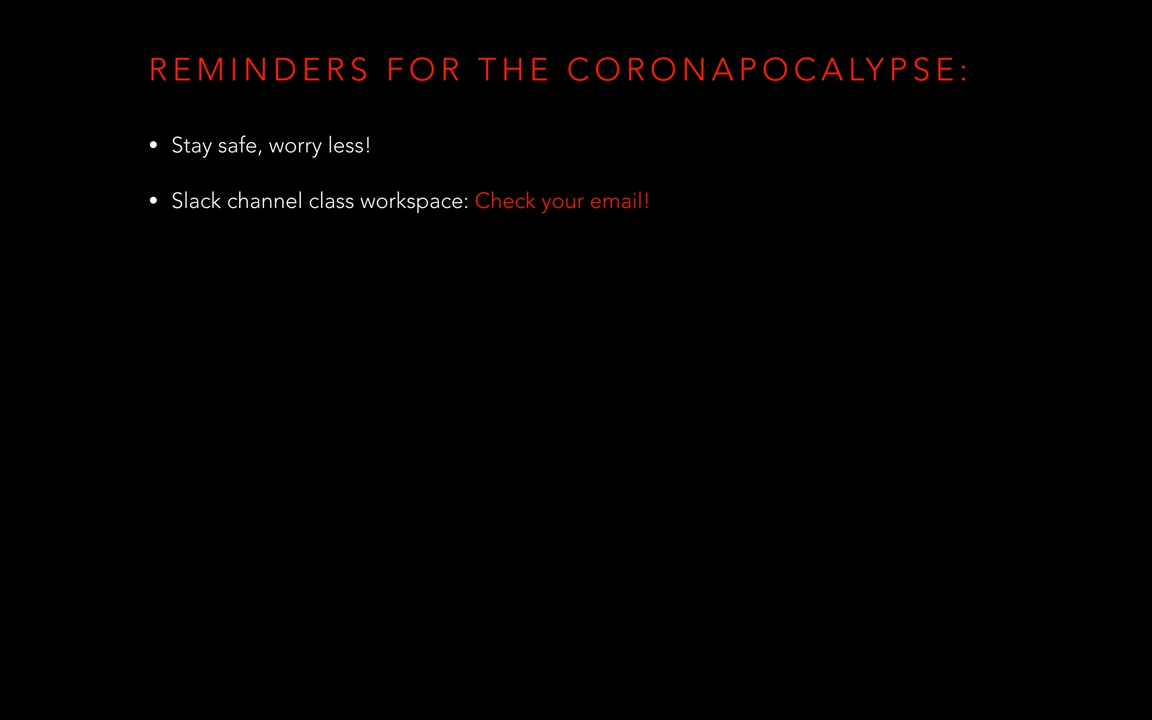 REMINDERS FOR THE CORONAPOCALYPSE:
• Stay safe, worry less!
• Slack channel class workspace: Check your email!